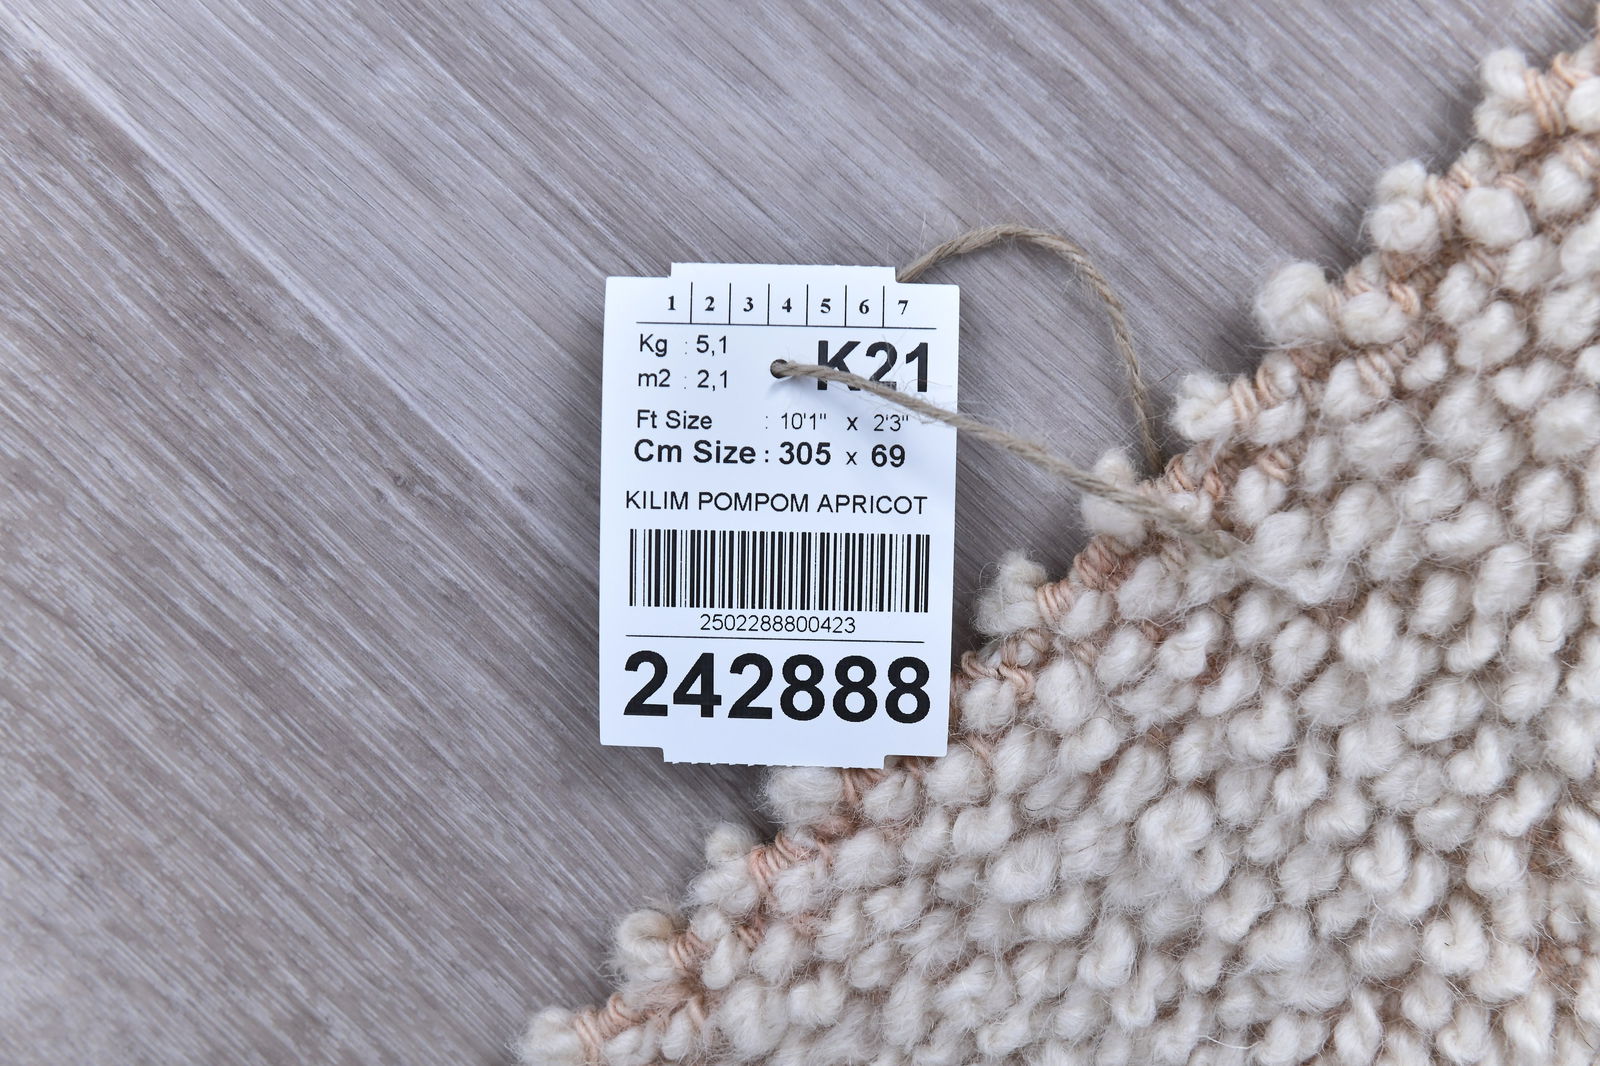 1 2 3 4 5 6 7
Kg : 5,1
K21
m2 : 2,1
Ft Size : 10'1" x 2'3"
Cm Size : 305 x 69
KILIM POMPOM APRICOT
2502288800423
242888